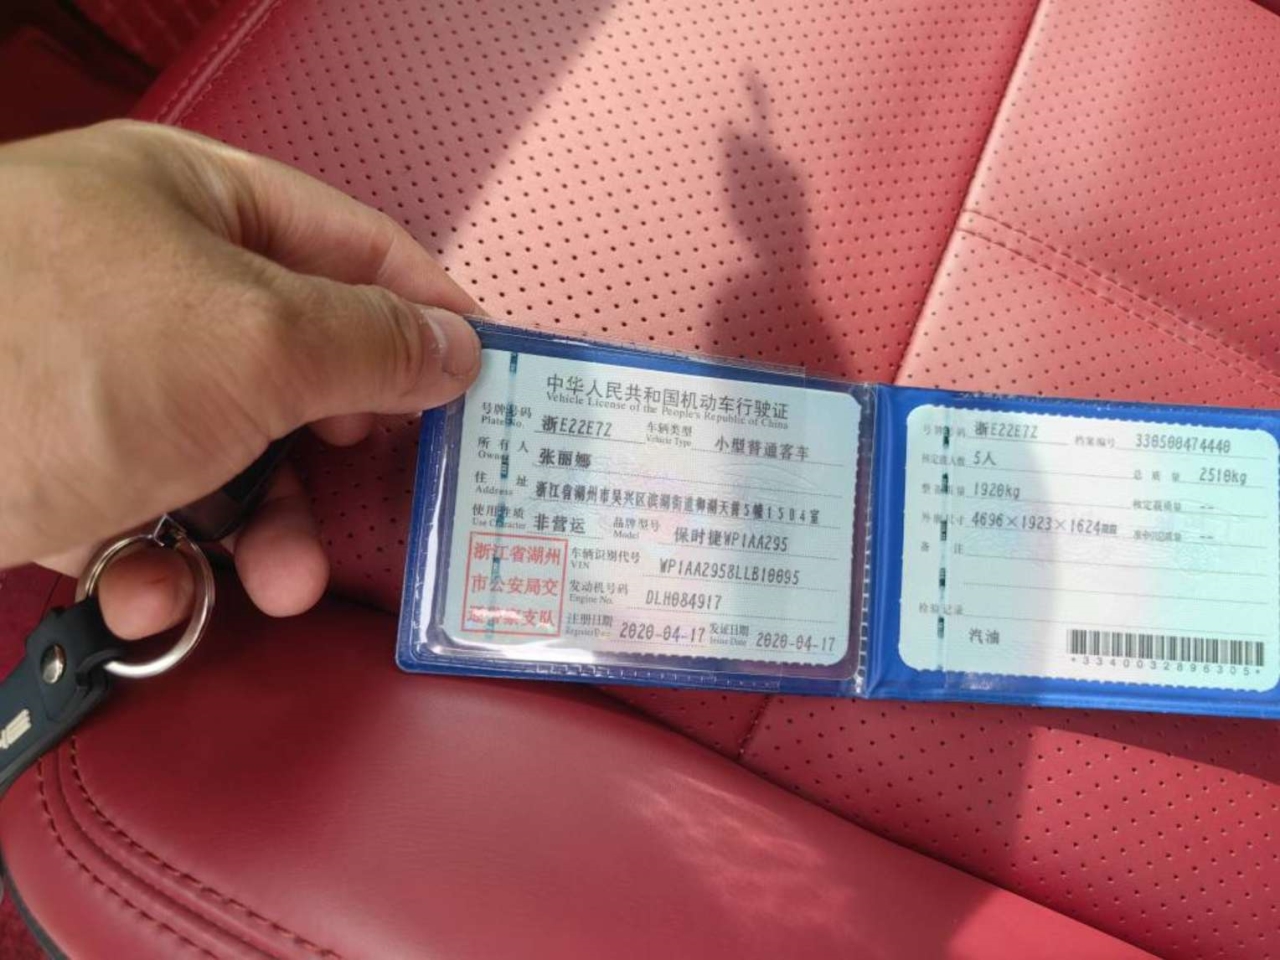 中华人民共和国机动车行驶证
Vehicle License of the People's Republic of China
号牌号码 浙E22E7Z 车辆类型 小型普通客车
Plate No. Vehicle Type
所有人 张丽娜
Owner
住址 浙江省湖州市吴兴区滨湖街道御湖天誉5幢1504室
Address
使用性质 非营运 品牌型号 保时捷WP1AA295
Use Character Model
浙江省湖州
市公安局交
通警察支队
车辆识别代号 WP1AA2958LLB10095
VIN
发动机号码 DLH084917
Engine No.
注册日期 2020-04-17 发证日期 2020-04-17
Register Date Issue Date
号牌号码 浙E22E7Z 档案编号 330500474440
核定载人数 5人 总质量 2510kg
整备质量 1920kg 核定载质量 --
外廓尺寸 4696×1923×1624mm 准牵引总质量 --
备注
检验记录
汽油
*3340032896305*